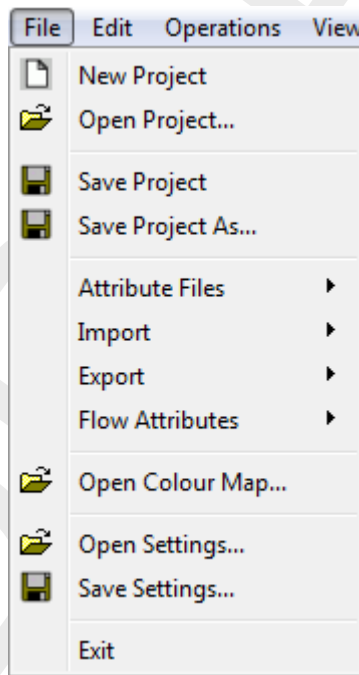 File Edit Operations View
New Project
Open Project...
Save Project
Save Project As...
Attribute Files
Import
Export
Flow Attributes
Open Colour Map...
Open Settings...
Save Settings...
Exit